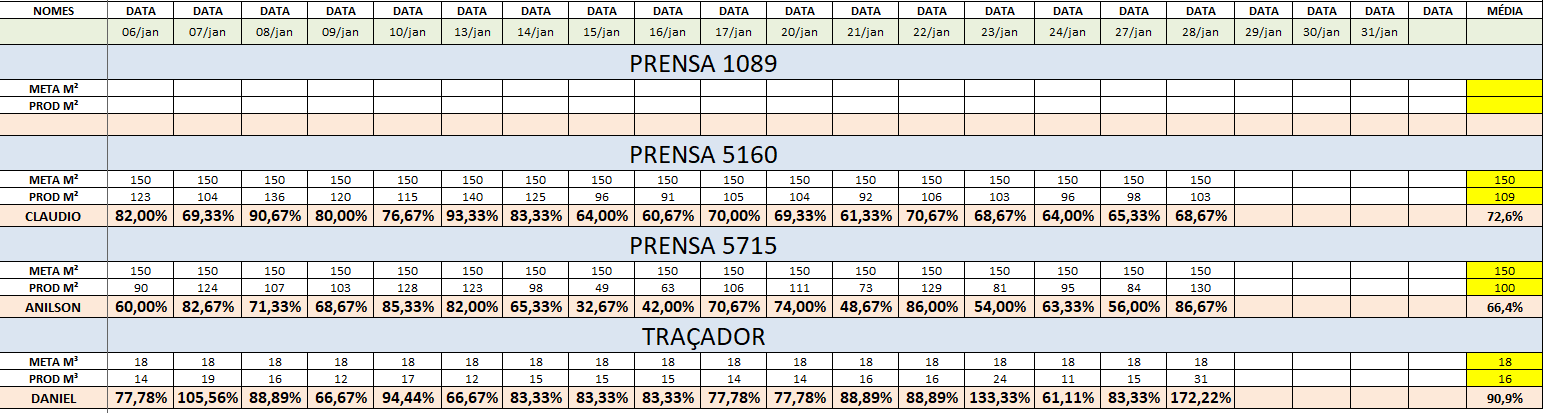 NOMES DATA DATA DATA DATA DATA DATA DATA DATA DATA DATA DATA DATA DATA DATA DATA DATA DATA DATA DATA DATA DATA MÉDIA
06/jan 07/jan 08/jan 09/jan 10/jan 13/jan 14/jan 15/jan 16/jan 17/jan 20/jan 21/jan 22/jan 23/jan 24/jan 27/jan 28/jan 29/jan 30/jan 31/jan
PRENSA 1089
META M²
PROD M²
PRENSA 5160
META M² 150 150 150 150 150 150 150 150 150 150 150 150 150 150 150 150 150 150
PROD M² 123 104 136 120 115 140 125 96 91 105 104 92 106 103 96 98 103 109
CLAUDIO 82,00% 69,33% 90,67% 80,00% 76,67% 93,33% 83,33% 64,00% 60,67% 70,00% 69,33% 61,33% 70,67% 68,67% 64,00% 65,33% 68,67% 72,6%
PRENSA 5715
META M² 150 150 150 150 150 150 150 150 150 150 150 150 150 150 150 150 150 150
PROD M² 90 124 107 103 128 123 98 49 63 106 111 73 129 81 95 84 130 100
ANILSON 60,00% 82,67% 71,33% 68,67% 85,33% 82,00% 65,33% 32,67% 42,00% 70,67% 74,00% 48,67% 86,00% 54,00% 63,33% 56,00% 86,67% 66,4%
TRAÇADOR
META M³ 18 18 18 18 18 18 18 18 18 18 18 18 18 18 18 18 18 18
PROD M³ 14 19 16 12 17 12 15 15 15 14 14 16 16 24 11 15 31 16
DANIEL 77,78% 105,56% 88,89% 66,67% 94,44% 66,67% 83,33% 83,33% 83,33% 77,78% 77,78% 88,89% 88,89% 133,33% 61,11% 83,33% 172,22% 90,9%